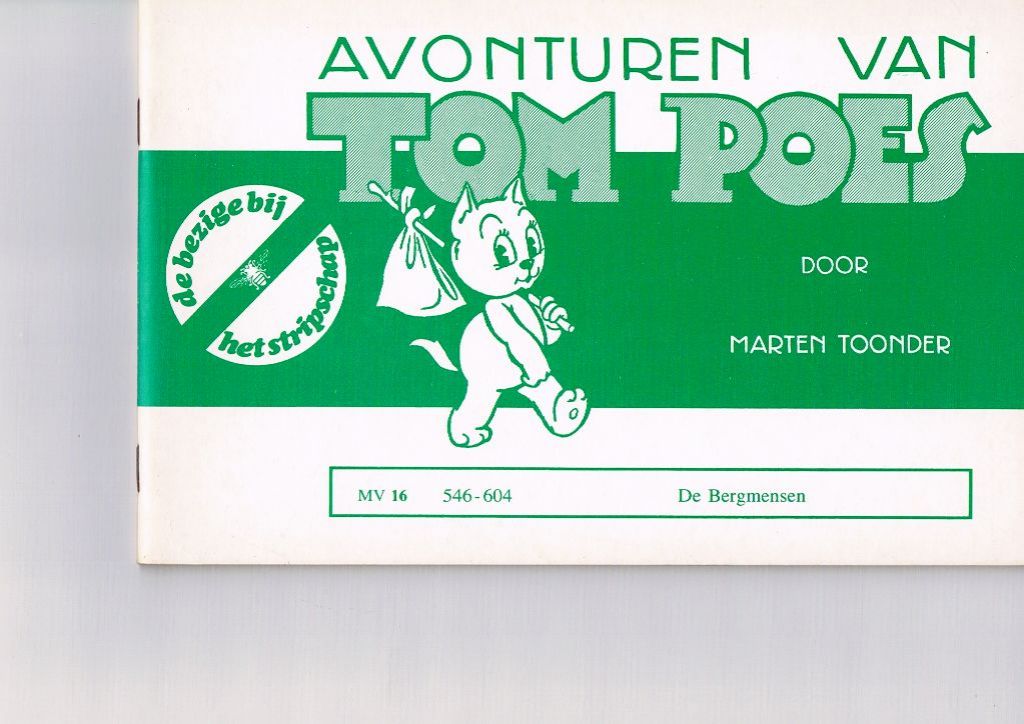 AVONTUREN VAN
TOM POES
de bezige bij
het stripschap
DOOR
MARTEN TOONDER
MV 16 546-604 De Bergmensen